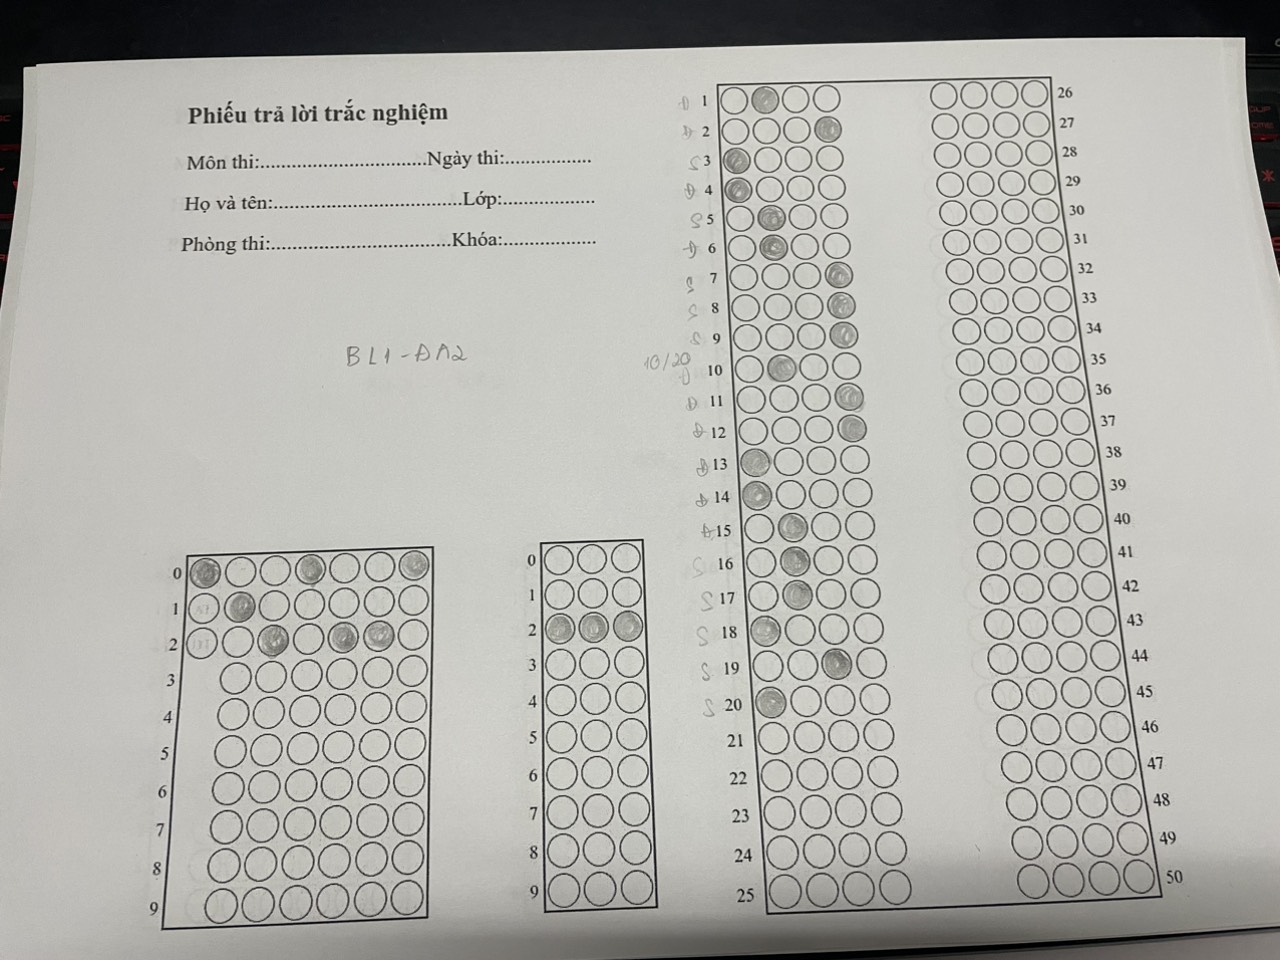 Phiếu trả lời trắc nghiệm
Môn thi:................................Ngày thi:.................
Họ và tên:....................................Lớp:..................
Phòng thi:..................................Khóa:..................
BL1-ĐA2
10/20
0
1
2
3
4
5
6
7
8
9
0
1
2
3
4
5
6
7
8
9
Đ 1
Đ 2
S 3
Đ 4
S 5
Đ 6
S 7
S 8
S 9
Đ 10
Đ 11
Đ 12
Đ 13
Đ 14
Đ 15
S 16
S 17
S 18
S 19
S 20
21
22
23
24
25
26
27
28
29
30
31
32
33
34
35
36
37
38
39
40
41
42
43
44
45
46
47
48
49
50